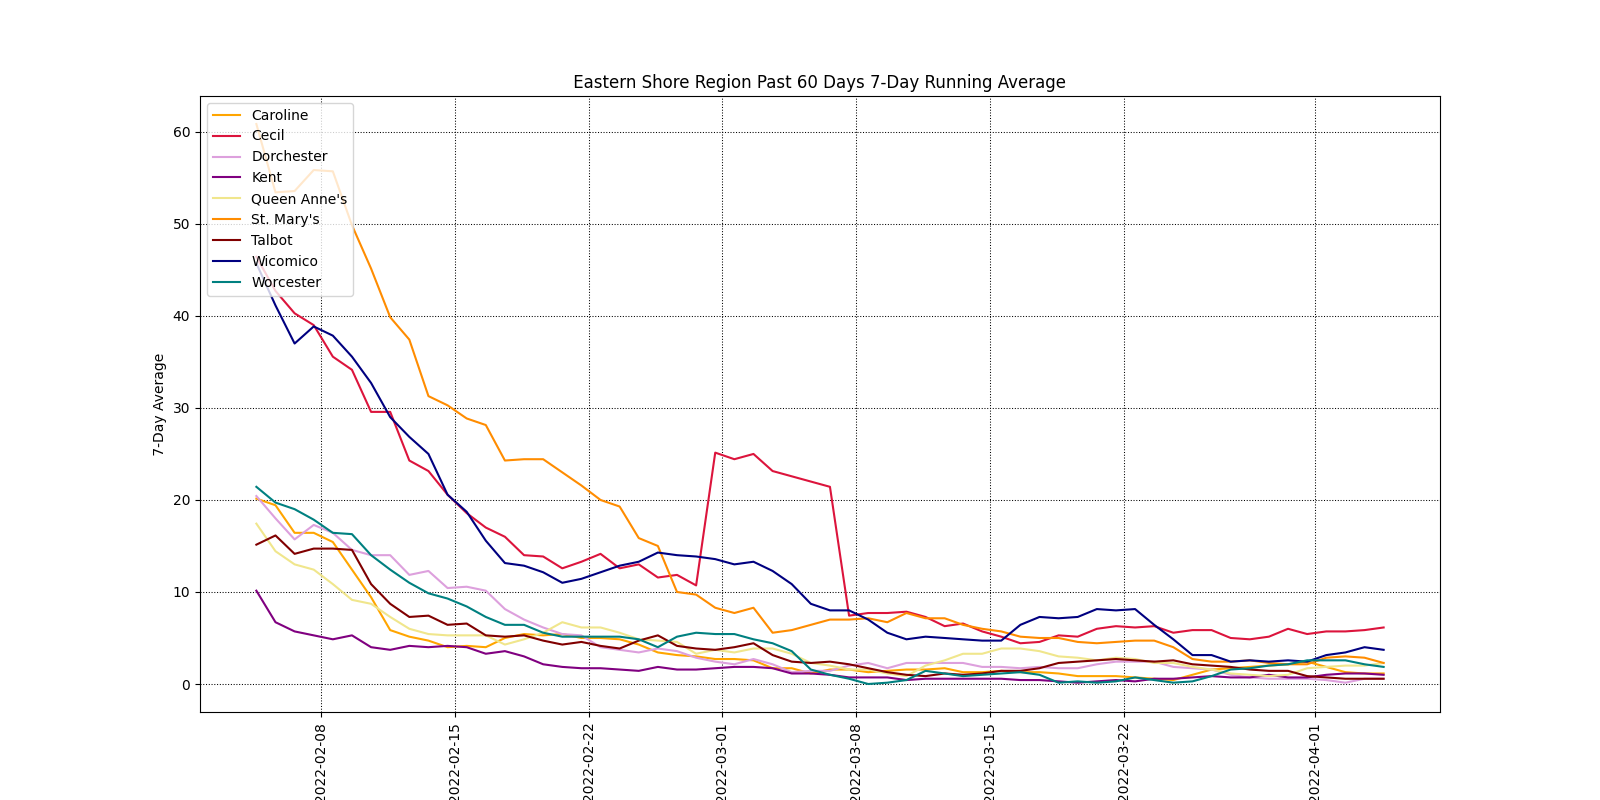 Eastern Shore Region Past 60 Days 7-Day Running Average
Caroline
Cecil
Dorchester
Kent
Queen Anne's
St. Mary's
Talbot
Wicomico
Worcester
7-Day Average
60
50
40
30
20
10
0
2022-02-08
2022-02-15
2022-02-22
2022-03-01
2022-03-08
2022-03-15
2022-03-22
2022-04-01